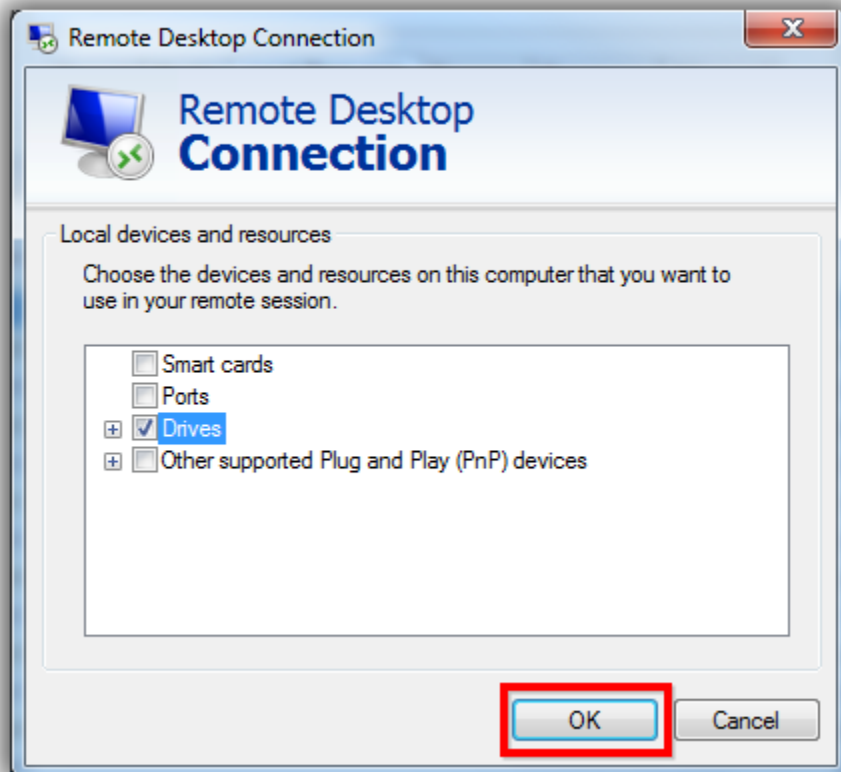 Remote Desktop Connection
Remote Desktop
Connection
Local devices and resources
Choose the devices and resources on this computer that you want to
use in your remote session.
Smart cards
Ports
Drives
Other supported Plug and Play (PnP) devices
OK Cancel